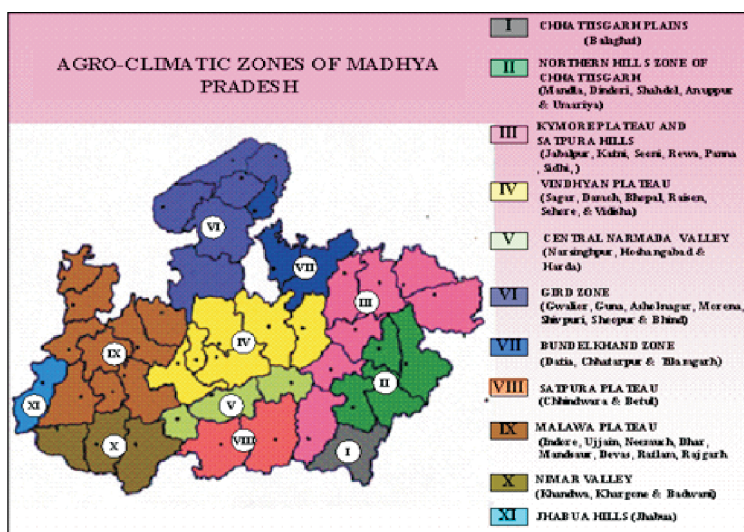 AGRO-CLIMATIC ZONES OF MADHYA
PRADESH
I CHHATTISGARH PLAINS
(Balaghat)
II NORTHERN HILLS ZONE OF
CHHATTISGARH
(Mandla, Dindori, Shahdol, Anuppur
& Umariya)
III KYMORE PLATEAU AND
SATPURA HILLS
(Jabalpur, Katni, Seoni, Rewa, Panna
, Sidhi, )
IV VINDHYAN PLATEAU
(Sagar, Damoh, Bhopal, Raisen,
Sehore, & Vidisha)
V CENTRAL NARMADA VALLEY
(Narsinghpur, Hoshangabad &
Harda)
VI GIRD ZONE
(Gwalior, Guna, Ashoknagar, Morena,
Shivpuri, Sheopur & Bhind)
VII BUNDELKHAND ZONE
(Datia, Chhatarpur & Tikamgarh)
VIII SATPURA PLATEAU
(Chhindwara & Betul)
IX MALAWA PLATEAU
(Indore, Ujjain, Neemuch, Dhar,
Mandsaur, Devas, Ratlam, Rajgarh
X NIMAR VALLEY
(Khandwa, Khargone & Badwani)
XI JHABUA HILLS (Jhabua)
VI
VII
III
IV
IX
II
XI
V
X
VIII
I